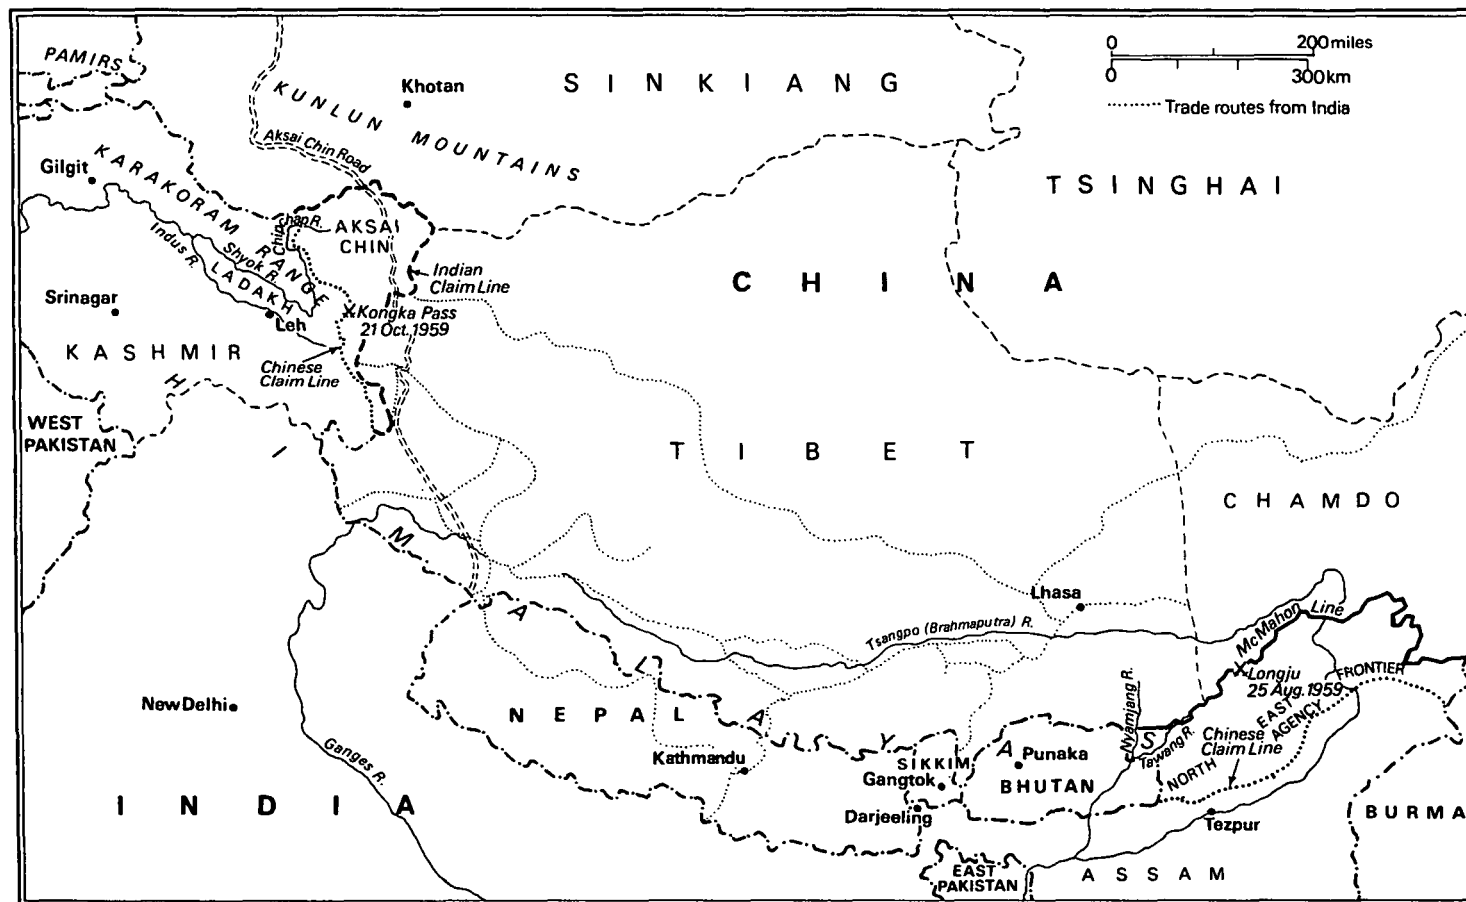 0 200 miles
0 300km
Trade routes from India
PAMIRS
Khotan
SINKIANG
KUNLUN MOUNTAINS
Aksai Chin Road
TSINGHAI
Gilgit
KARAKORAM RANGE
Chip
hap R.
AKSAI
CHIN
Indus R.
Shyok R.
LADAKH
Indian
Claim Line
CHINA
Srinagar
Leh
Kongka Pass
21 Oct. 1959
KASHMIR
Chinese
Claim Line
HIMALAYAS
WEST
PAKISTAN
TIBET
CHAMDO
Lhasa
McMahon Line
Tsangpo (Brahmaputra) R.
Longju
25 Aug. 1959
FRONTIER
Nyamjang R.
New Delhi
NEPAL
EAST
AGENCY
Chinese
Claim Line
Tawang R.
NORTH
Ganges R.
Kathmandu
SIKKIM
Gangtok
Punaka
BHUTAN
INDIA
Darjeeling
Tezpur
BURMA
EAST
PAKISTAN
ASSAM